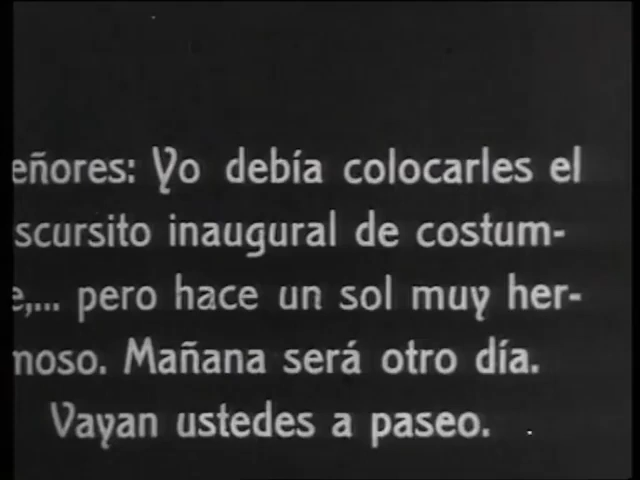 eñores: Yo debía colocarles el
scursito inaugural de costum-
e,... pero hace un sol muy her-
moso. Mañana será otro día.
Vayan ustedes a paseo.